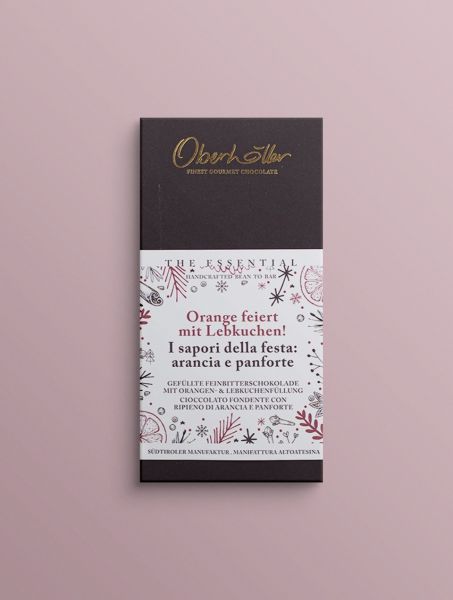 Oberhöller
FINEST GOURMET CHOCOLATE
THE ESSENTIAL
HANDCRAFTED BEAN TO BAR
Orange feiert
mit Lebkuchen!
I sapori della festa:
arancia e panforte
GEFÜLLTE FEINBITTERSCHOKOLADE
MIT ORANGEN- & LEBKUCHENFÜLLUNG
CIOCCOLATO FONDENTE CON
RIPIENO DI ARANCIA E PANFORTE
SÜDTIROLER MANUFAKTUR . MANIFATTURA ALTOATESINA